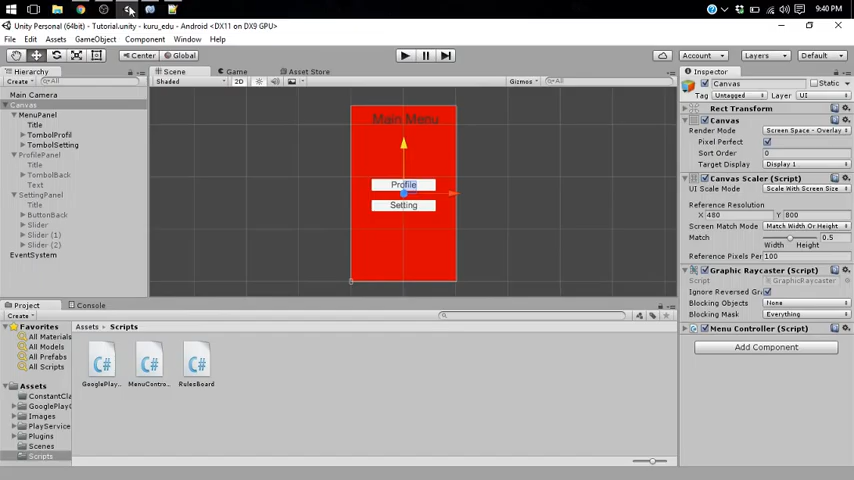 9:40 PM
Unity Personal (64bit) - Tutorial.unity - kuru_edu - Android <DX11 on DX9 GPU>
File Edit Assets GameObject Component Window Help
Center Global Account Layers Default
Hierarchy Scene Game Asset Store Inspector
Create All Shaded 2D Gizmos All
Canvas Static
Tag Untagged Layer UI
Main Camera
Canvas
MenuPanel
Title
TombolProfil
TombolSetting
ProfilePanel
Title
TombolBack
Text
SettingPanel
Title
ButtonBack
Slider
Slider (1)
Slider (2)
EventSystem
Main Menu
Profile
Setting
Rect Transform
Canvas
Render Mode Screen Space - Overlay
Pixel Perfect
Sort Order 0
Target Display Display 1
Canvas Scaler (Script)
UI Scale Mode Scale With Screen Size
Reference Resolution
X 480 Y 800
Screen Match Mode Match Width Or Height
Match 0.5
Width Height
Reference Pixels Per 100
Graphic Raycaster (Script)
Script GraphicRaycaster
Ignore Reversed Gra
Blocking Objects None
Blocking Mask Everything
Menu Controller (Script)
Add Component
Project Console
Create
Favorites
All Materials
All Models
All Prefabs
All Scripts
Assets
ConstantCla
GooglePlayG
Images
PlayService
Plugins
Scenes
Scripts
Assets Scripts
GooglePlay...
MenuContro...
RulesBoard